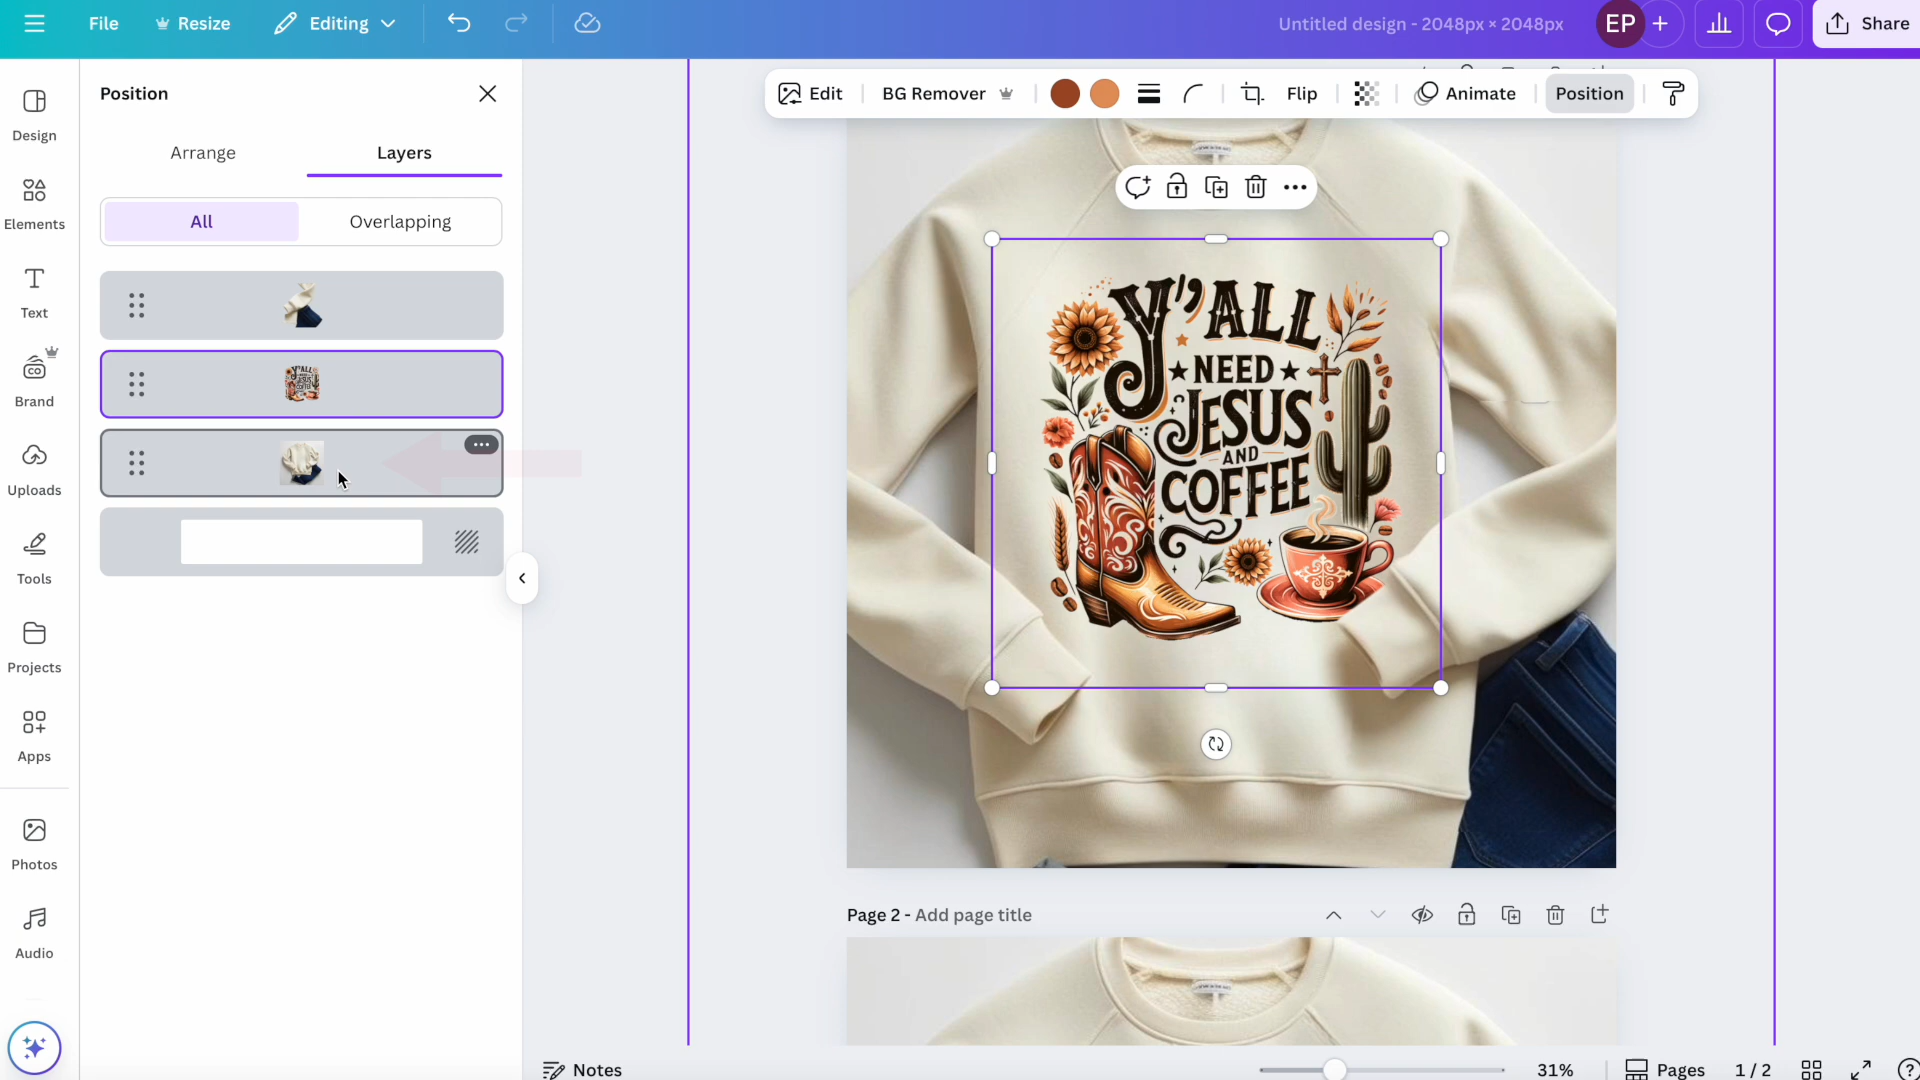 File
Resize
Editing
Untitled design - 2048px × 2048px
EP
Share
Design
Elements
Text
Brand
CO
Uploads
Tools
Projects
Apps
Photos
Audio
Position
Arrange
Layers
All
Overlapping
Edit
BG Remover
Flip
Animate
Position
Y'ALL
NEED
JESUS
AND
COFFEE
Page 2 - Add page title
Notes
31%
Pages
1 / 2